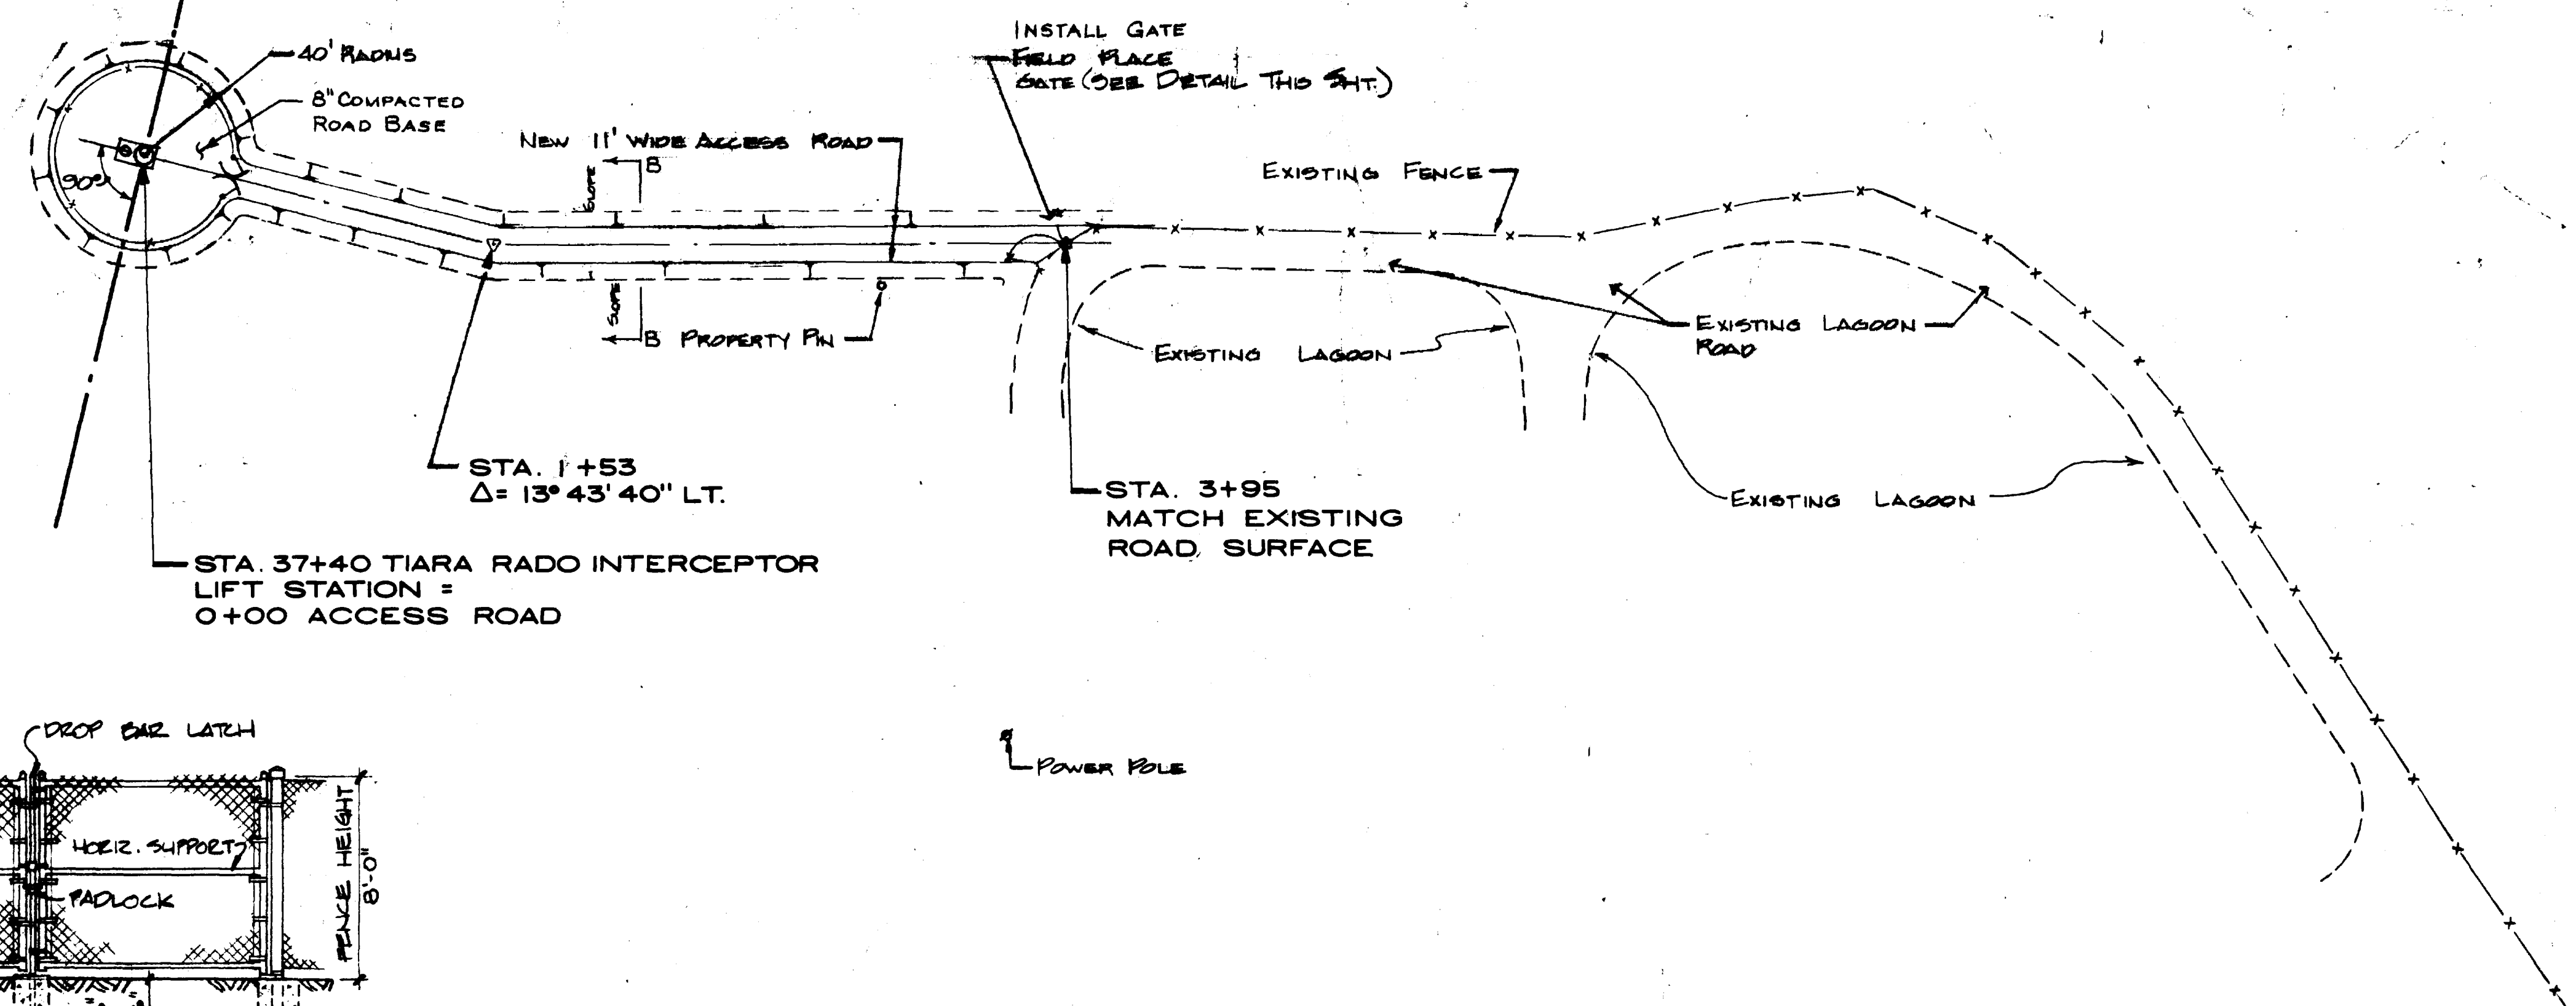 40' RADIUS
8" COMPACTED
ROAD BASE
90°
NEW 11' WIDE ACCESS ROAD
SLOPE
B
INSTALL GATE
FIELD PLACE
GATE (SEE DETAIL THIS SHT.)
EXISTING FENCE
SLOPE
B
PROPERTY PIN
EXISTING LAGOON
EXISTING LAGOON
ROAD
STA. 1+53
Δ= 13° 43' 40" LT.
STA. 3+95
MATCH EXISTING
ROAD SURFACE
EXISTING LAGOON
STA. 37+40 TIARA RADO INTERCEPTOR
LIFT STATION =
0+00 ACCESS ROAD
DROP BAR LATCH
POWER POLE
HORIZ. SUPPORT
PADLOCK
FENCE HEIGHT
8'-0"